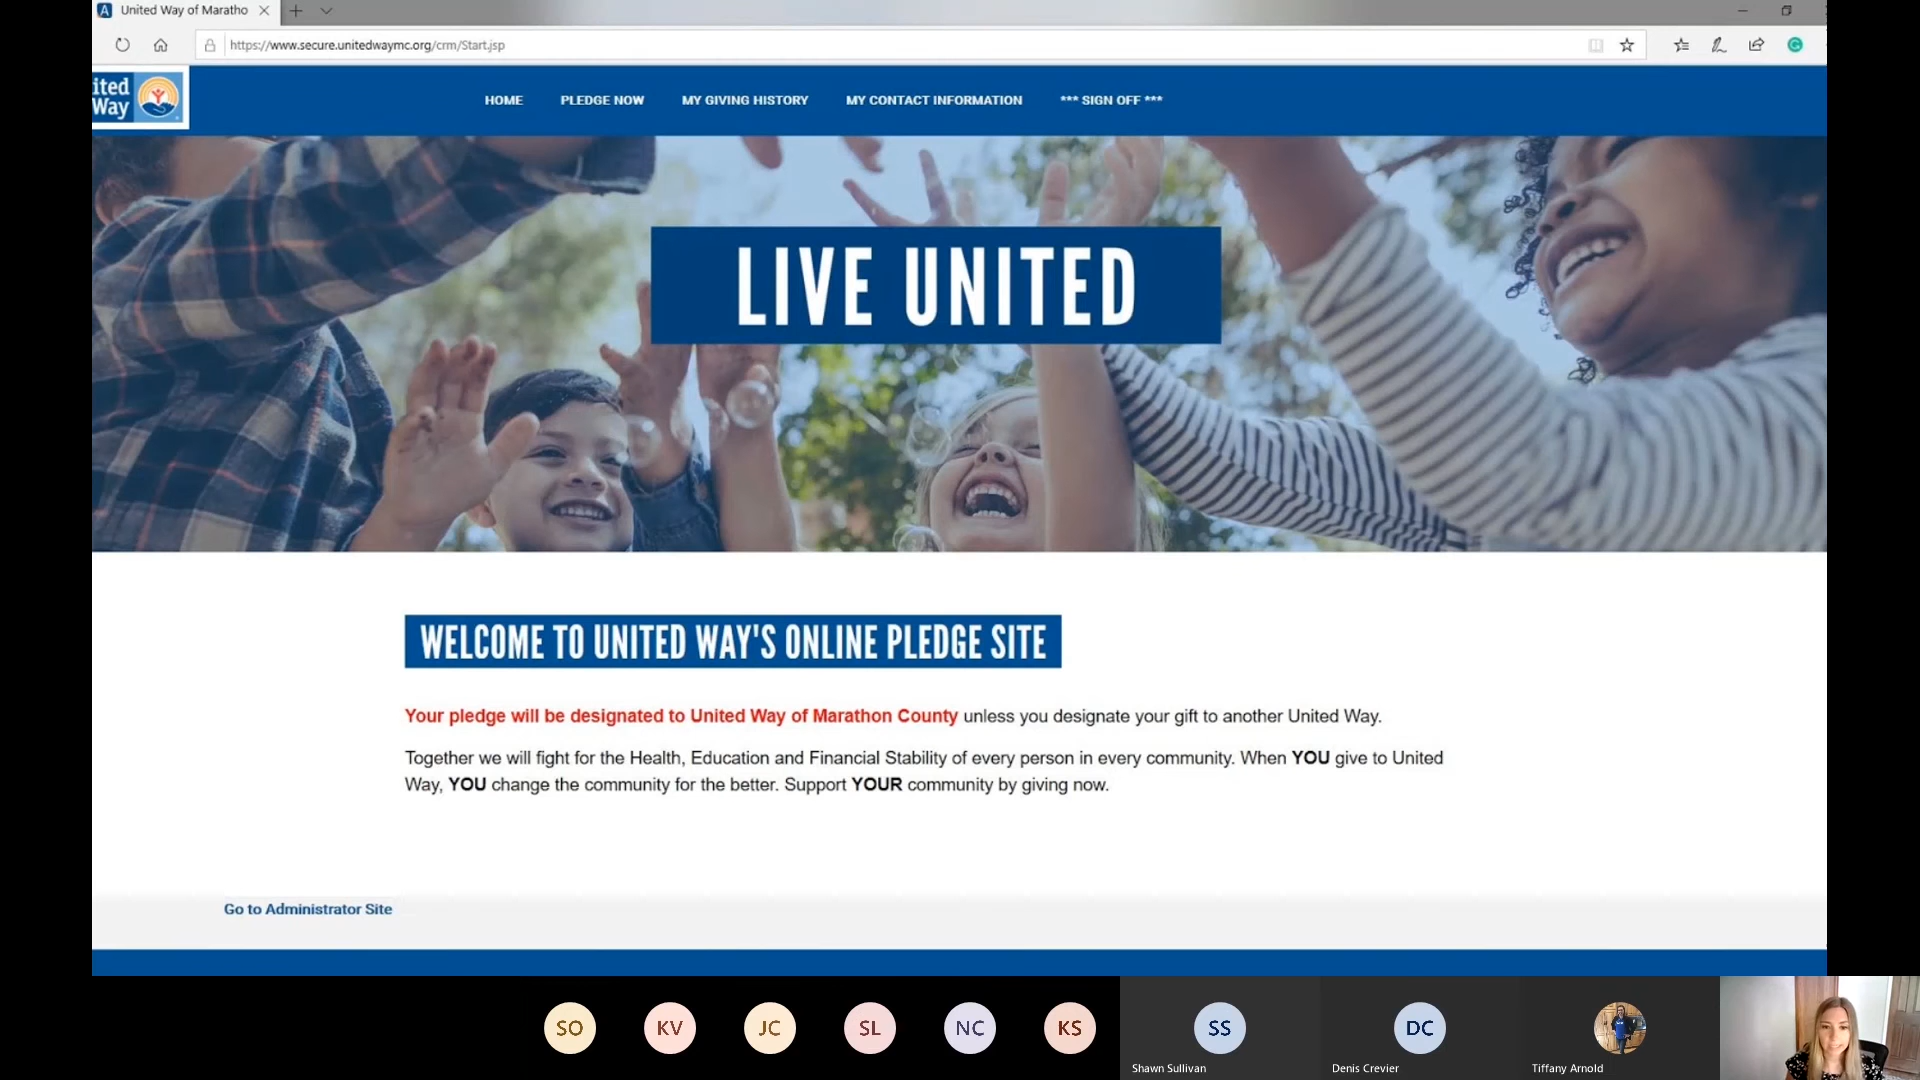 United Way of Maratho
https://www.secure.unitedwaymc.org/crm/Start.jsp
ited
Way
HOME
PLEDGE NOW
MY GIVING HISTORY
MY CONTACT INFORMATION
*** SIGN OFF ***
LIVE UNITED
WELCOME TO UNITED WAY'S ONLINE PLEDGE SITE
Your pledge will be designated to United Way of Marathon County unless you designate your gift to another United Way.
Together we will fight for the Health, Education and Financial Stability of every person in every community. When YOU give to United
Way, YOU change the community for the better. Support YOUR community by giving now.
Go to Administrator Site
SO
KV
JC
SL
NC
KS
SS
DC
Shawn Sullivan
Denis Crevier
Tiffany Arnold